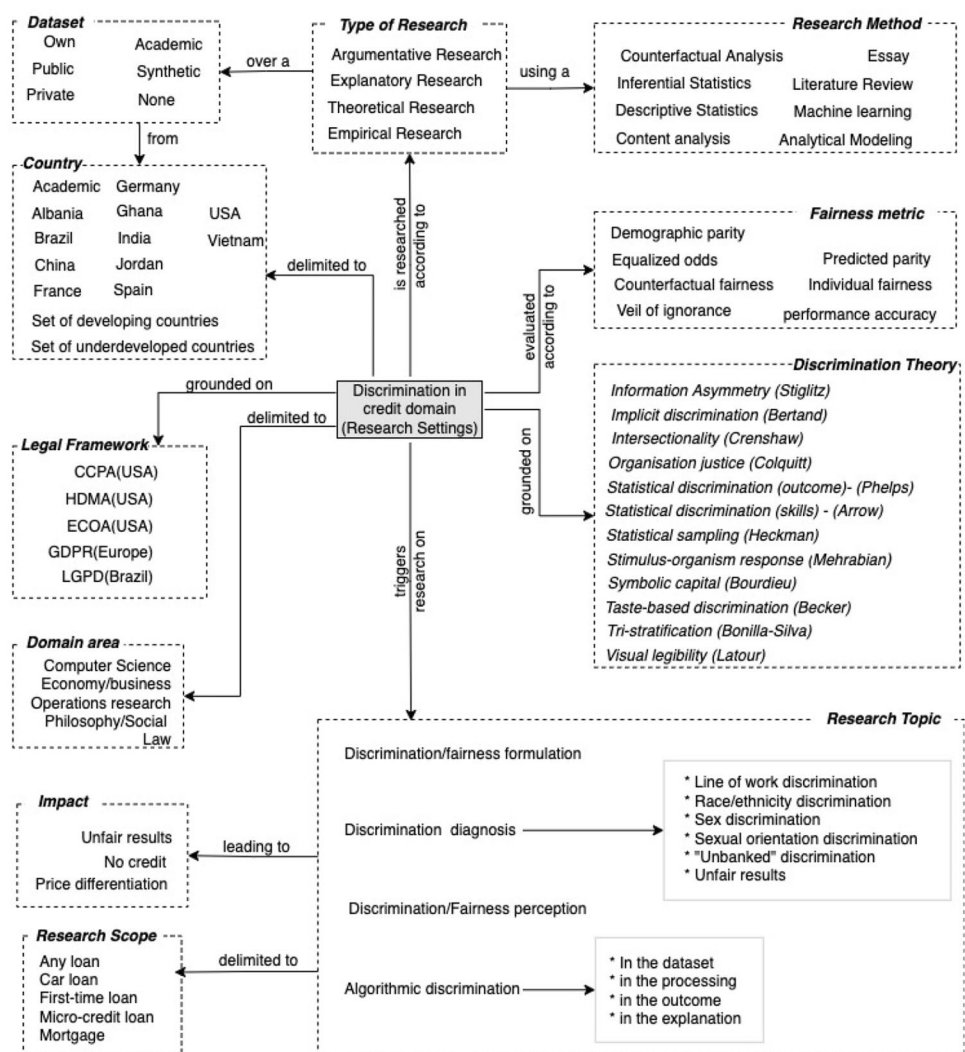 Dataset
Own
Academic
Public
Synthetic
Private
None
over a
Type of Research
Argumentative Research
Explanatory Research
Theoretical Research
Empirical Research
using a
Research Method
Counterfactual Analysis
Essay
Inferential Statistics
Literature Review
Descriptive Statistics
Machine learning
Content analysis
Analytical Modeling
from
Country
Academic
Germany
Albania
Ghana
USA
Brazil
India
Vietnam
China
Jordan
France
Spain
Set of developing countries
Set of underdeveloped countries
delimited to
is researched
according to
Fairness metric
Demographic parity
Equalized odds
Predicted parity
Counterfactual fairness
Individual fairness
Veil of ignorance
performance accuracy
evaluated
according to
grounded on
Discrimination in
credit domain
(Research Settings)
delimited to
Discrimination Theory
Information Asymmetry (Stiglitz)
Implicit discrimination (Bertand)
Intersectionality (Crenshaw)
Organisation justice (Colquitt)
Statistical discrimination (outcome)- (Phelps)
Statistical discrimination (skills) - (Arrow)
Statistical sampling (Heckman)
Stimulus-organism response (Mehrabian)
Symbolic capital (Bourdieu)
Taste-based discrimination (Becker)
Tri-stratification (Bonilla-Silva)
Visual legibility (Latour)
grounded on
Legal Framework
CCPA(USA)
HDMA(USA)
ECOA(USA)
GDPR(Europe)
LGPD(Brazil)
triggers
research on
Domain area
Computer Science
Economy/business
Operations research
Philosophy/Social
Law
Research Topic
Discrimination/fairness formulation
Discrimination diagnosis
* Line of work discrimination
* Race/ethnicity discrimination
* Sex discrimination
* Sexual orientation discrimination
* "Unbanked" discrimination
* Unfair results
Discrimination/Fairness perception
Algorithmic discrimination
* In the dataset
* in the processing
* in the outcome
* in the explanation
leading to
Impact
Unfair results
No credit
Price differentiation
delimited to
Research Scope
Any loan
Car loan
First-time loan
Micro-credit loan
Mortgage